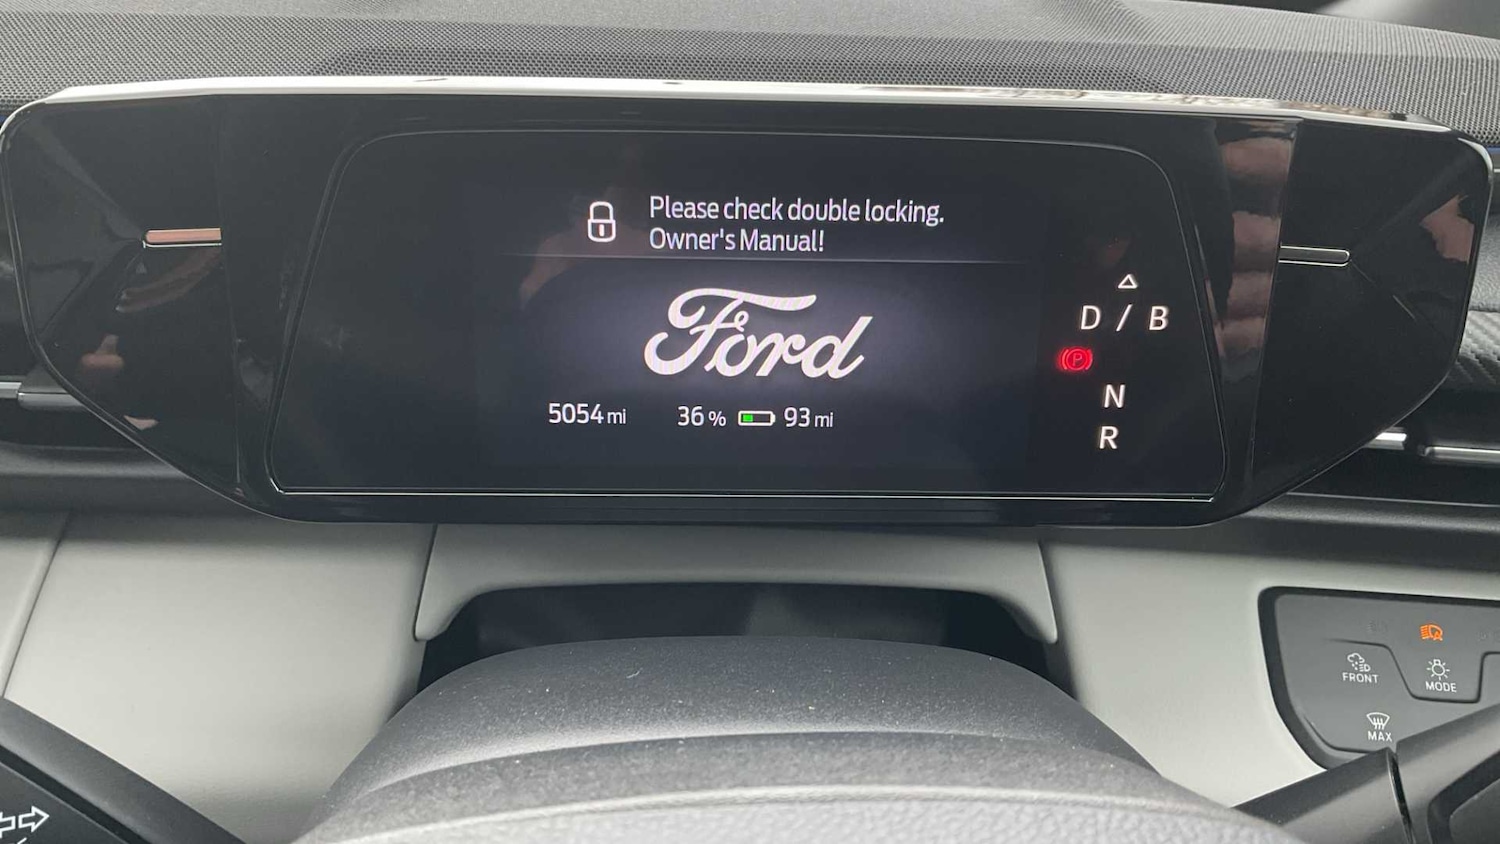 Please check double locking.
Owner's Manual!
Ford
5054 mi
36 %
93 mi
D / B
P
N
R
FRONT
MODE
MAX